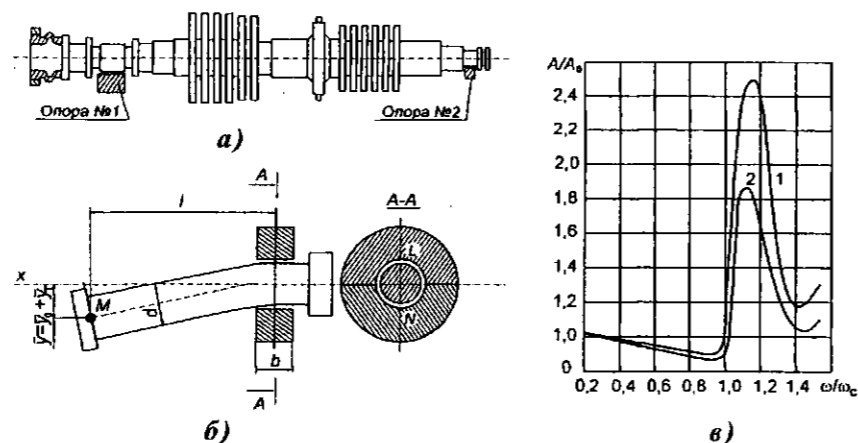 Опора №1
Опора №2
а)
A
l
A-A
x
M
d
L
N
b
A
б)
A/A₀
2,4
2,2
2,0
1,8
1,6
1,4
1,2
1,0
0
2
1
0,2
0,4
0,6
0,8
1,0
1,2
1,4
ω/ω_c
в)